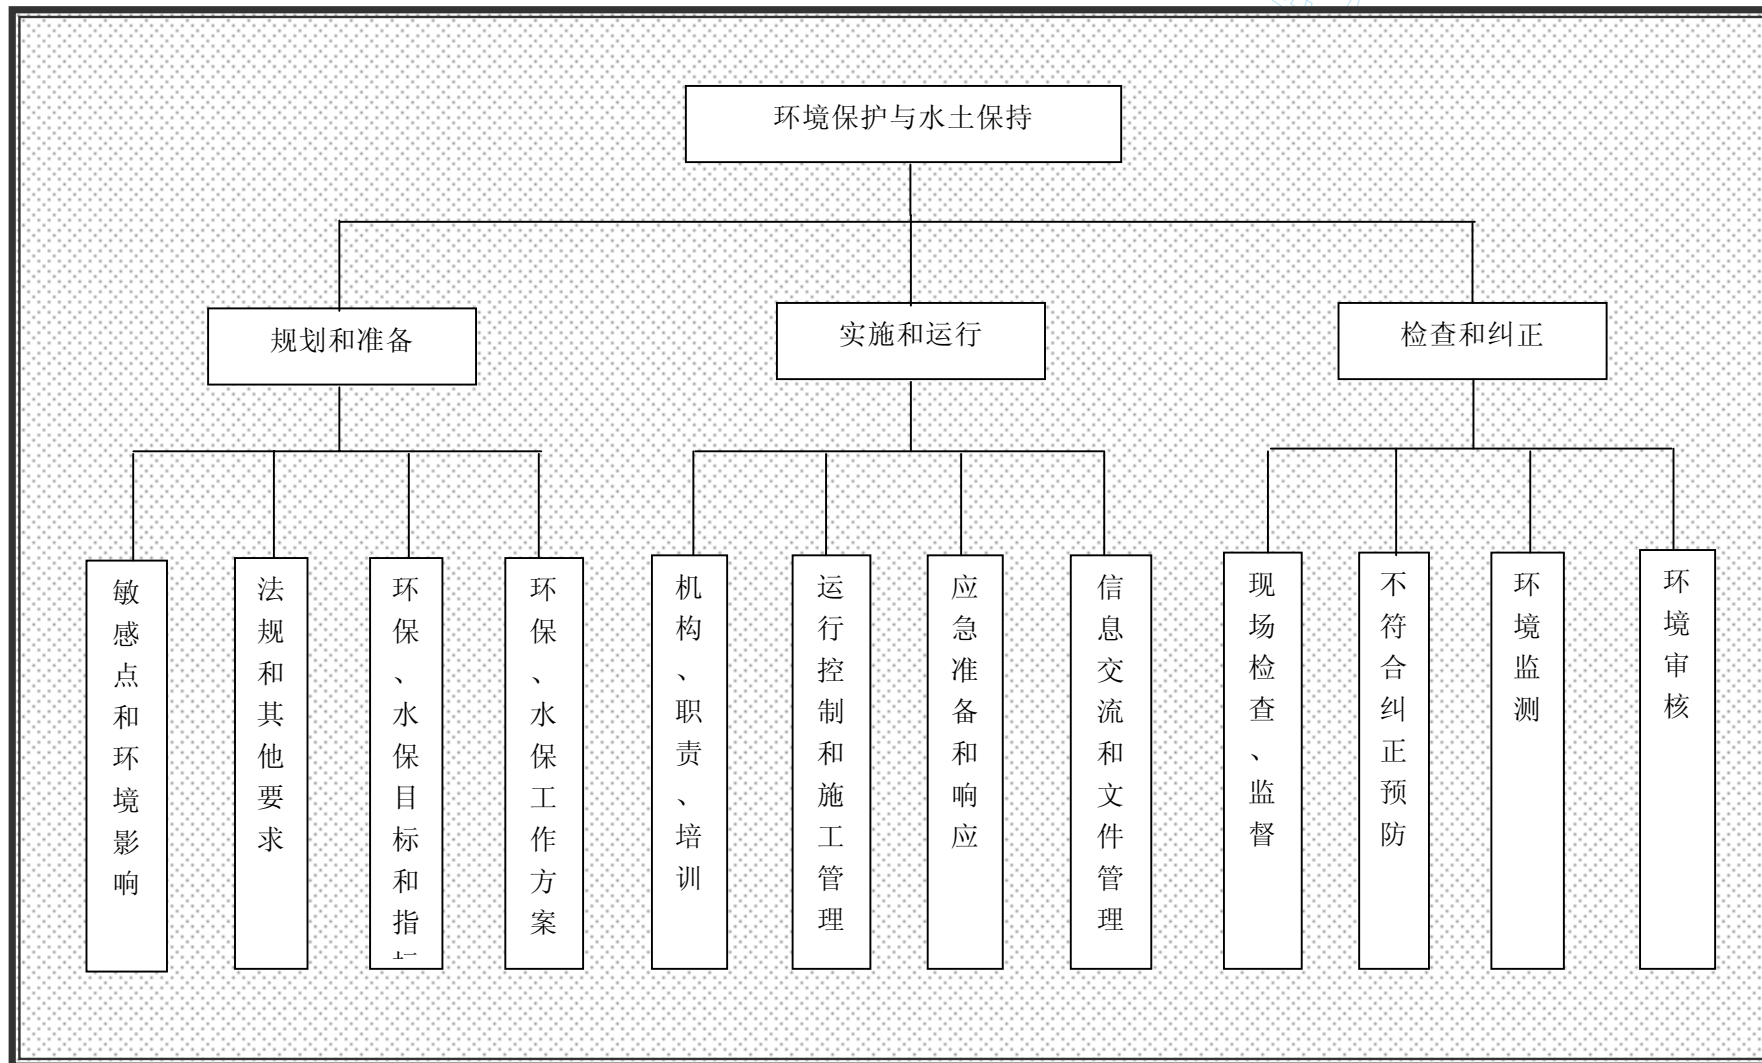 环境保护与水土保持
规划和准备
实施和运行
检查和纠正
敏感点和环境影响
法规和其他要求
环保、水保目标和指
环保、水保工作方案
机构、职责、培训
运行控制和施工管理
应急准备和响应
信息交流和文件管理
现场检查、监督
不符合纠正预防
环境监测
环境审核